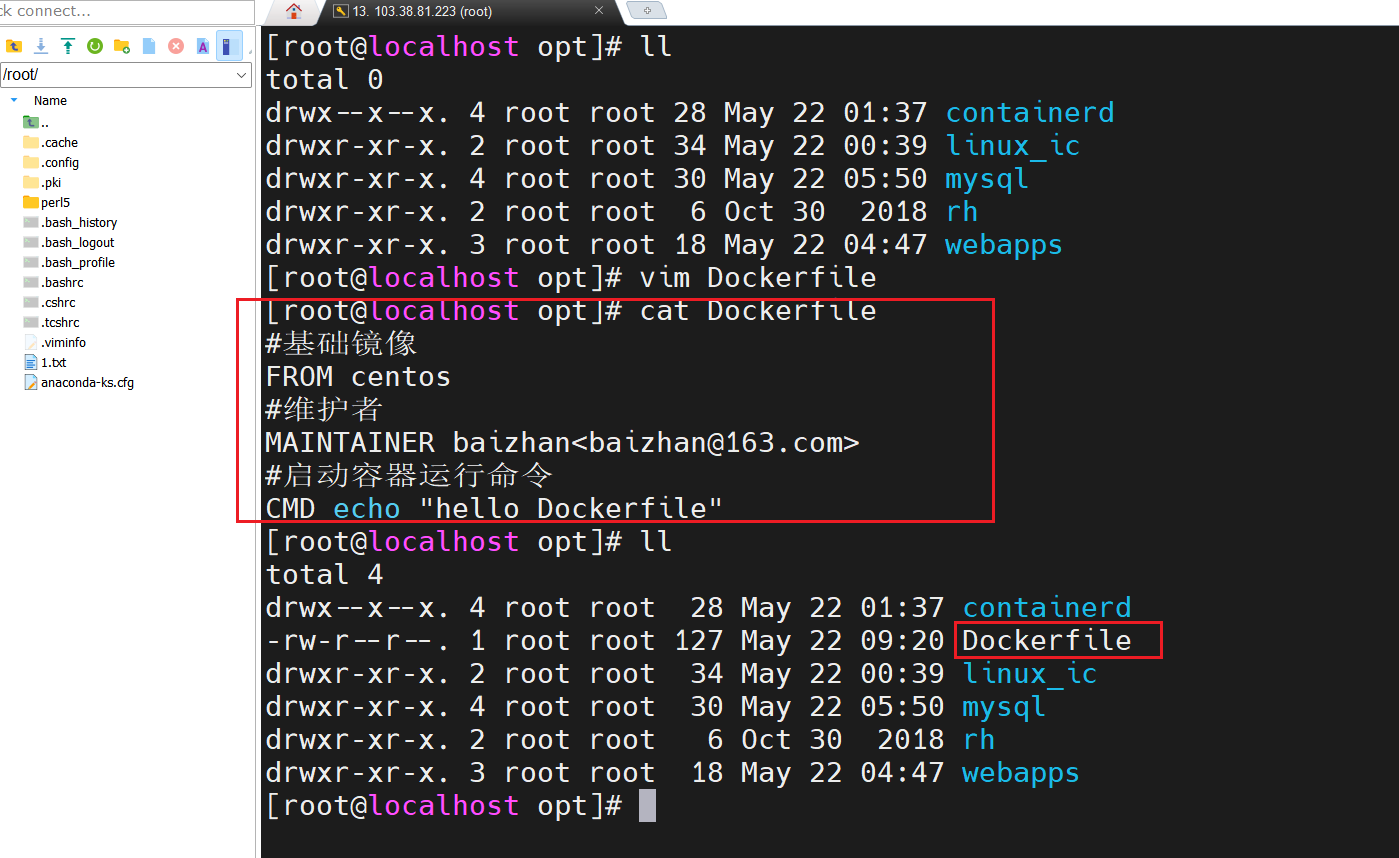 ck connect...
13. 103.38.81.223 (root)
/root/
Name
..
.cache
.config
.pki
perl5
.bash_history
.bash_logout
.bash_profile
.bashrc
.cshrc
.tcshrc
.viminfo
1.txt
anaconda-ks.cfg
[root@localhost opt]# ll
total 0
drwx--x--x. 4 root root 28 May 22 01:37 containerd
drwxr-xr-x. 2 root root 34 May 22 00:39 linux_ic
drwxr-xr-x. 4 root root 30 May 22 05:50 mysql
drwxr-xr-x. 2 root root  6 Oct 30  2018 rh
drwxr-xr-x. 3 root root 18 May 22 04:47 webapps
[root@localhost opt]# vim Dockerfile
[root@localhost opt]# cat Dockerfile
#基础镜像
FROM centos
#维护者
MAINTAINER baizhan<baizhan@163.com>
#启动容器运行命令
CMD echo "hello Dockerfile"
[root@localhost opt]# ll
total 4
drwx--x--x. 4 root root  28 May 22 01:37 containerd
-rw-r--r--. 1 root root 127 May 22 09:20 Dockerfile
drwxr-xr-x. 2 root root  34 May 22 00:39 linux_ic
drwxr-xr-x. 4 root root  30 May 22 05:50 mysql
drwxr-xr-x. 2 root root   6 Oct 30  2018 rh
drwxr-xr-x. 3 root root  18 May 22 04:47 webapps
[root@localhost opt]#